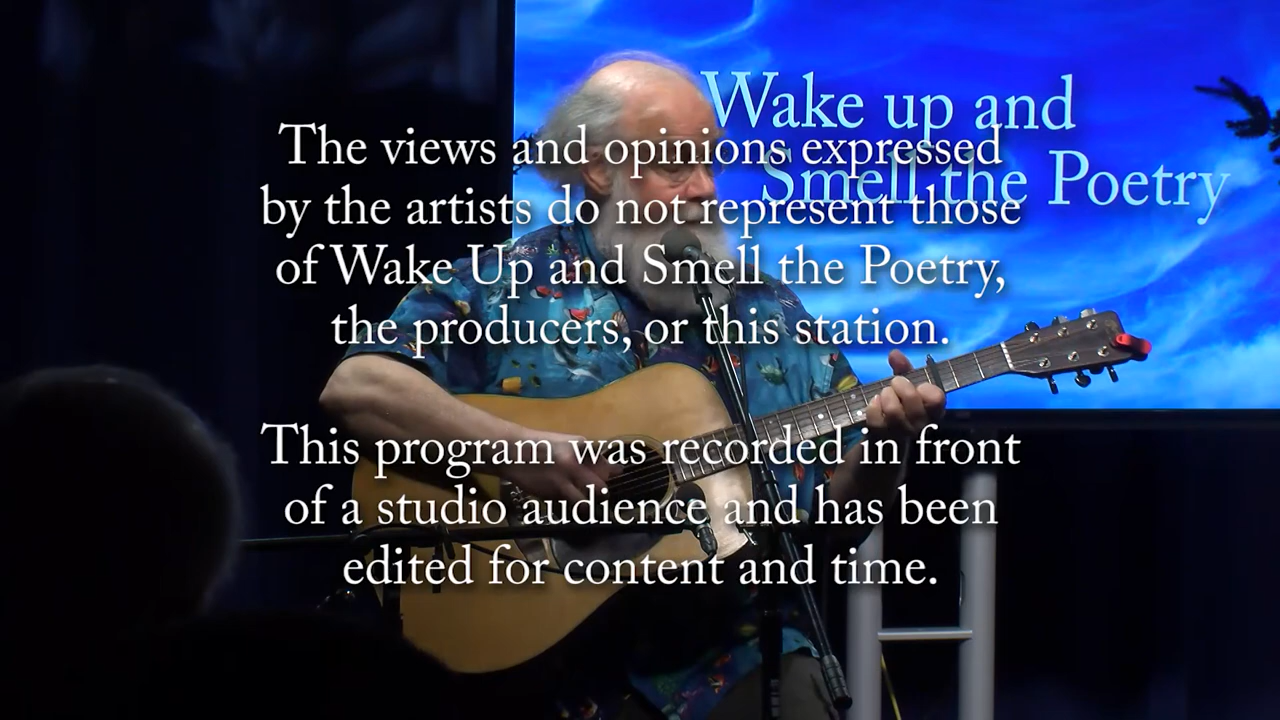 Wake up and
Smell the Poetry
The views and opinions expressed
by the artists do not represent those
of Wake Up and Smell the Poetry,
the producers, or this station.
This program was recorded in front
of a studio audience and has been
edited for content and time.